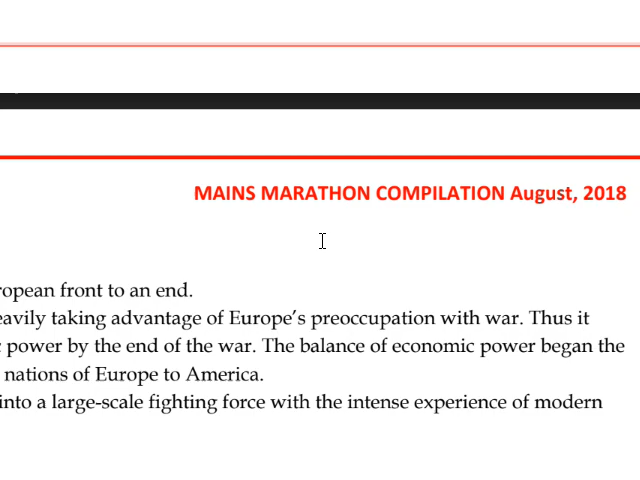 MAINS MARATHON COMPILATION August, 2018
ropean front to an end.
eavily taking advantage of Europe's preoccupation with war. Thus it
power by the end of the war. The balance of economic power began the
nations of Europe to America.
into a large-scale fighting force with the intense experience of modern